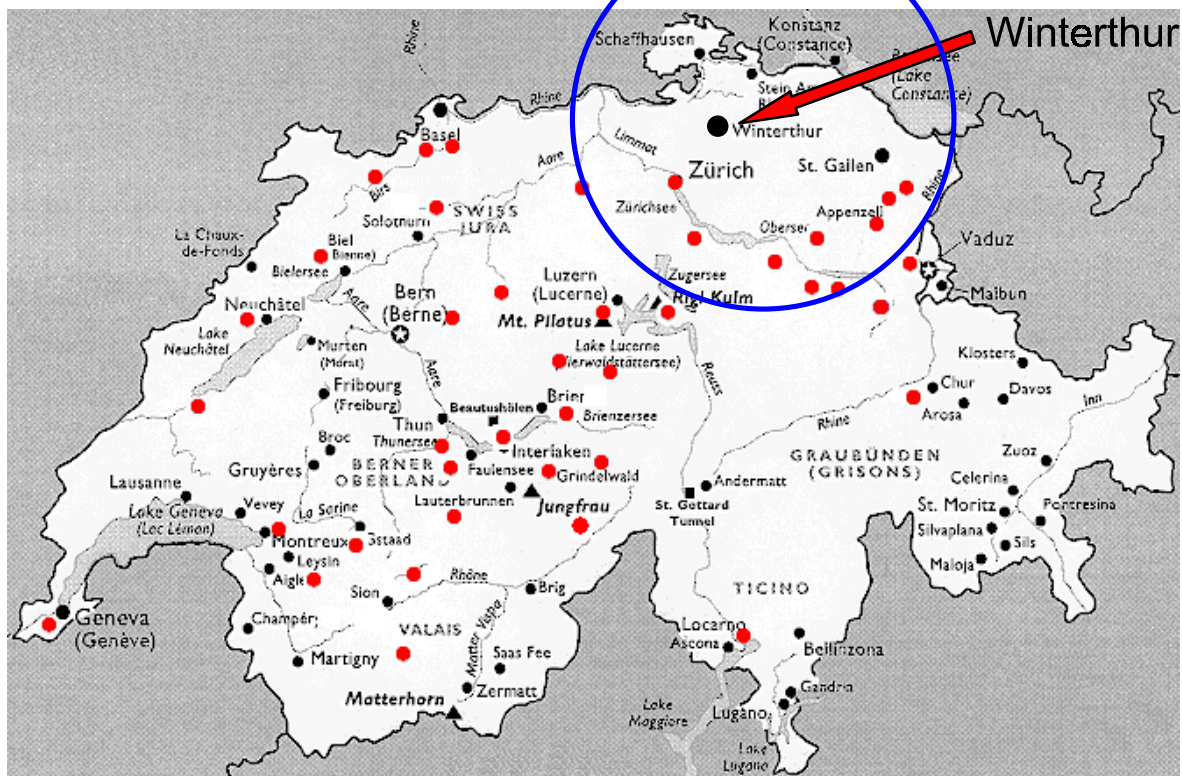 Winterthur
Konstanz
(Constance)
Schaffhausen
Rhine
(Lake
Constance)
Stein
Rhine
Basel
Winterthur
Limmat
Aare
St. Gallen
Zürich
Birs
Rhine
Zürichsee
SWISS
JURA
Solothurn
Appenzell
Obersee
La Chaux-
de-Fonds
Biel
Bienne)
Vaduz
Bielersee
Zugersee
Luzern
(Lucerne)
Rigi Kulm
Malbun
Aare
Bern
(Berne)
Neuchâtel
Mt. Pilatus
Lake
Neuchâtel
Murten
(Morat)
Lake Lucerne
(Vierwaldstättersee)
Aare
Reuss
Klosters
Fribourg
(Freiburg)
Chur
Davos
Inn
Beatushöhlen
Brienz
Arosa
Thun
Brienzersee
Rhine
Thunersee
Broc
Interlaken
GRAUBÜNDEN
(GRISONS)
Zuoz
Gruyères
BERNER
OBERLAND
Faulensee
Grindelwald
Lausanne
Andermatt
Celerina
Lauterbrunnen
Jungfrau
St. Gottard
Tunnel
Vevey
La Sarine
St. Moritz
Pontresina
Lake Geneva
(Lac Léman)
Silvaplana
Montreux
Gstaad
Sils
Leysin
Maloja
Aigle
Rhône
Brig
Sion
TICINO
Geneva
(Genève)
Champéry
VALAIS
Matter Vispa
Locarno
Ascona
Bellinzona
Martigny
Saas Fee
Matterhorn
Zermatt
Gandria
Lake
Maggiore
Lugano
Lake
Lugano